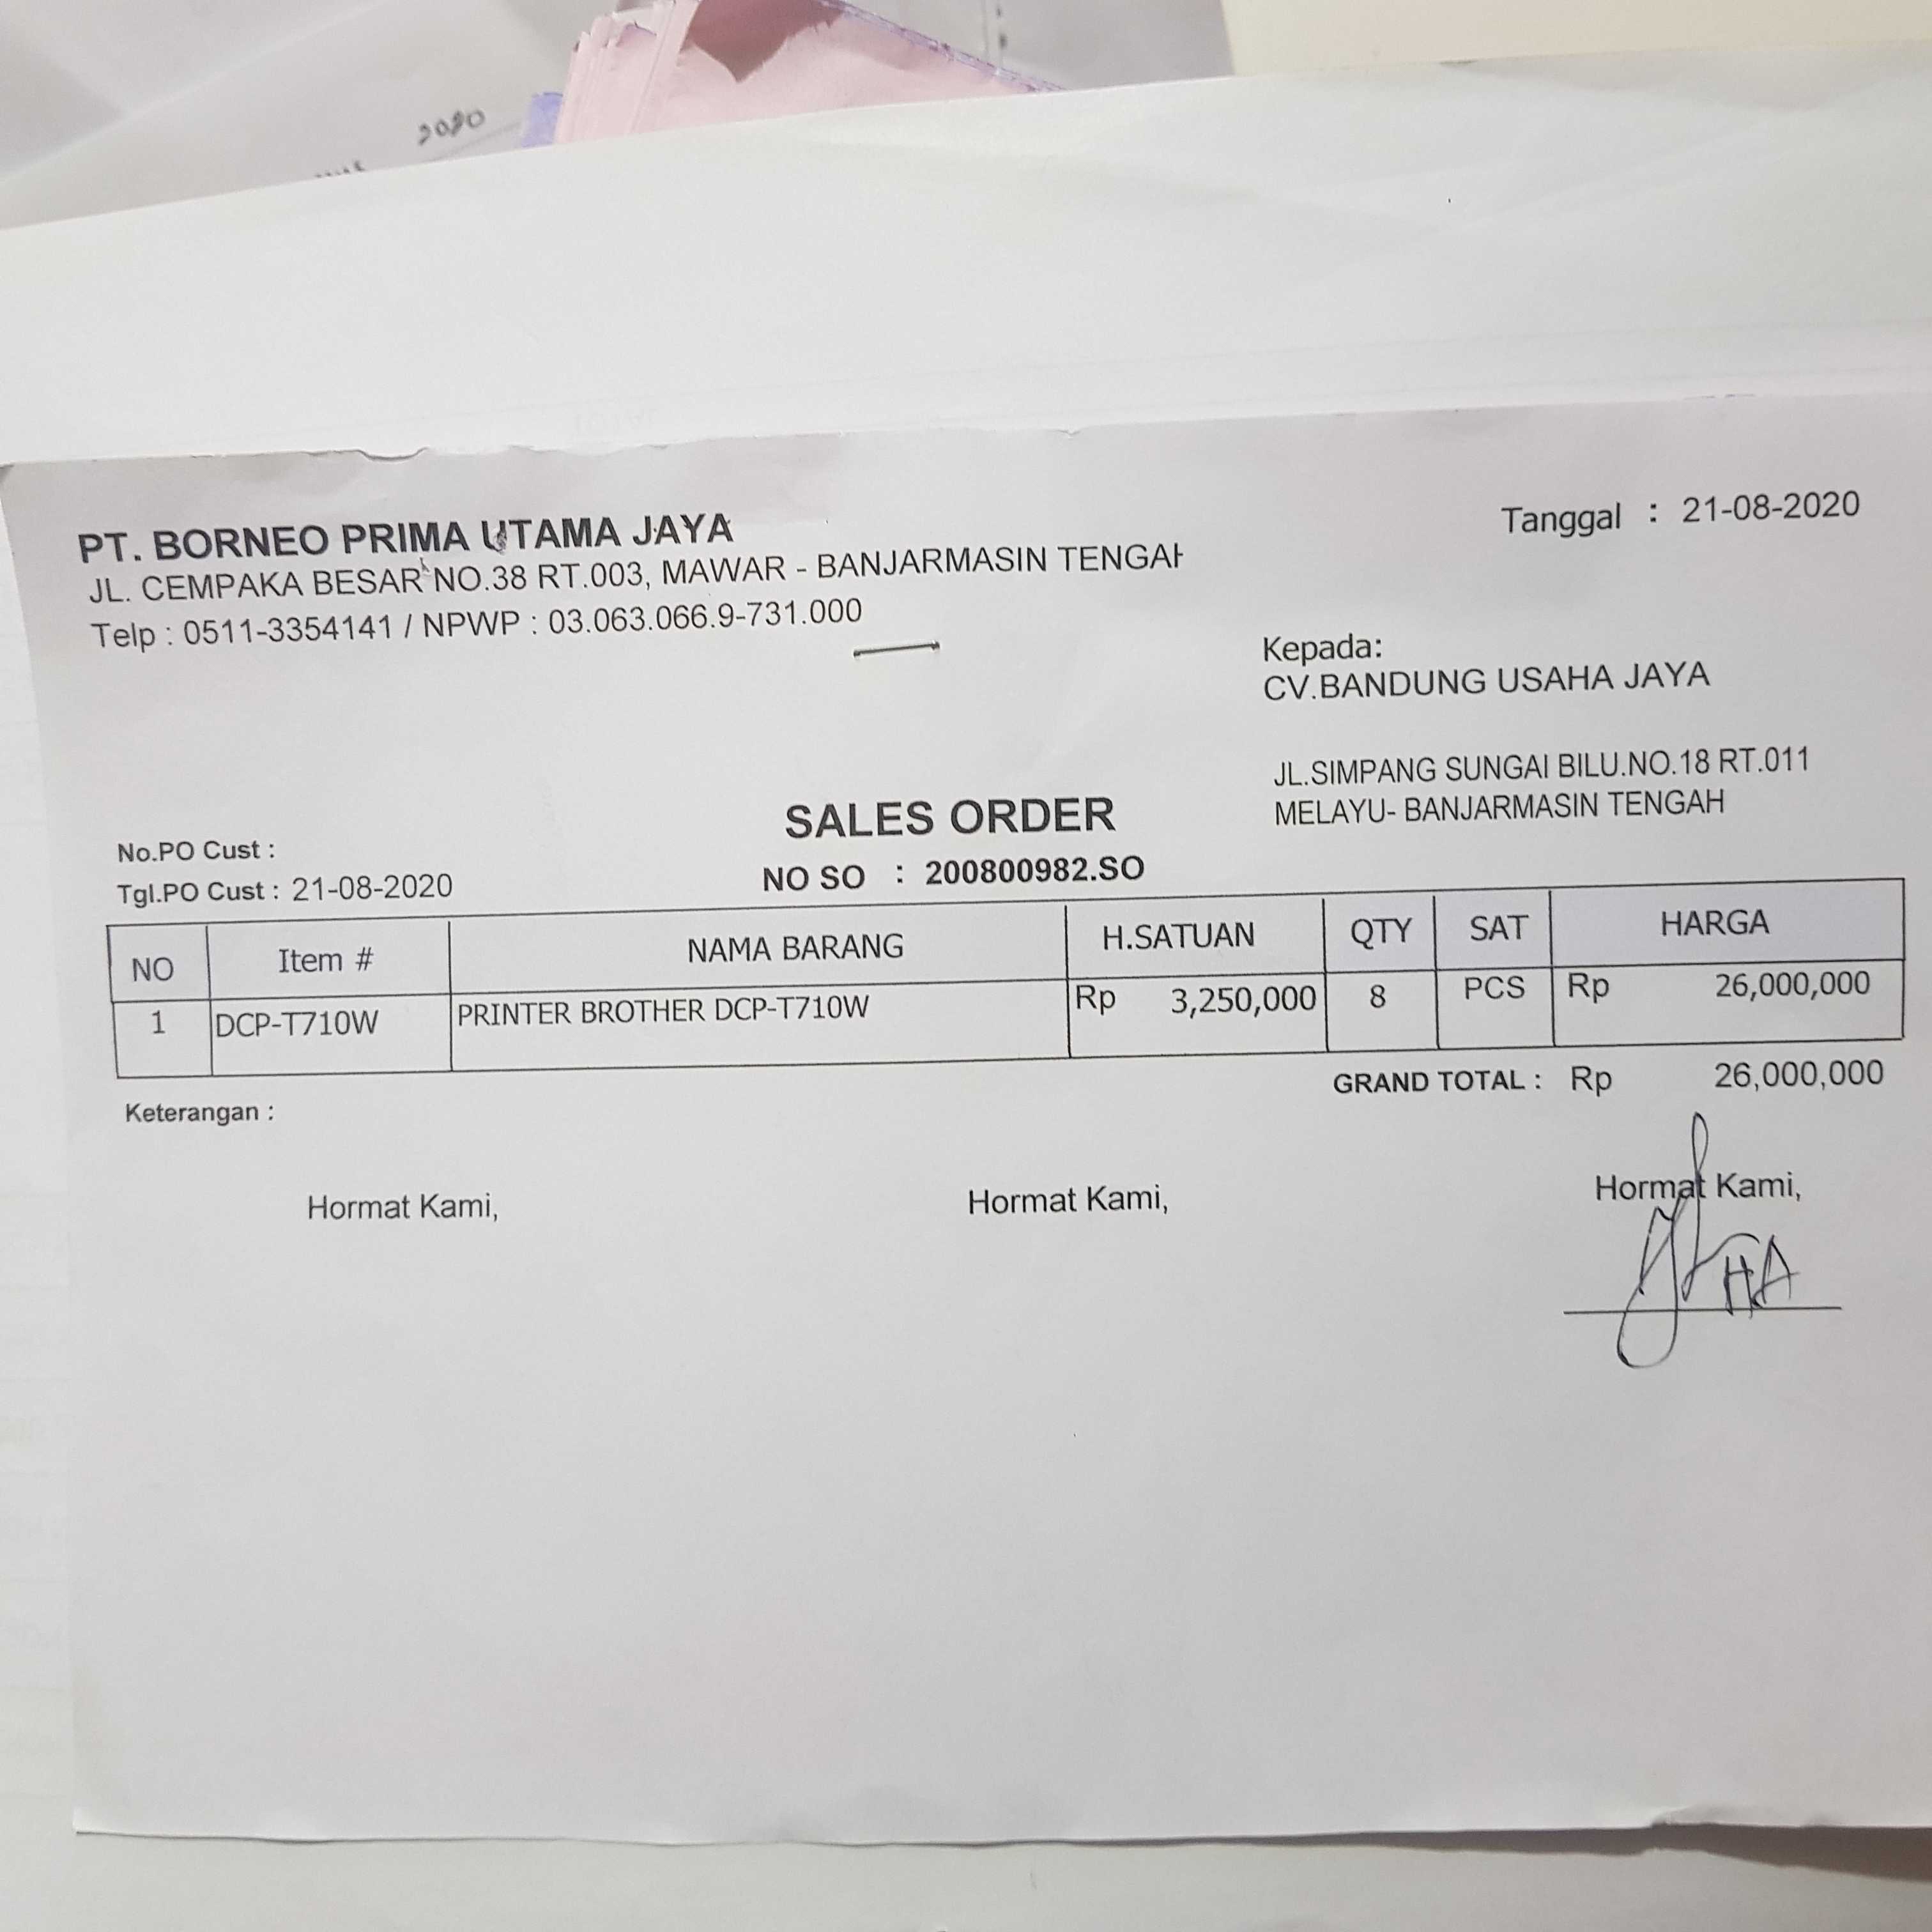 2020
PT. BORNEO PRIMA UTAMA JAYA
JL. CEMPAKA BESAR NO.38 RT.003, MAWAR - BANJARMASIN TENGAH
Telp : 0511-3354141 / NPWP : 03.063.066.9-731.000
Tanggal : 21-08-2020
Kepada:
CV.BANDUNG USAHA JAYA
JL.SIMPANG SUNGAI BILU.NO.18 RT.011
MELAYU- BANJARMASIN TENGAH
SALES ORDER
NO SO : 200800982.SO
No.PO Cust :
Tgl.PO Cust : 21-08-2020
NO Item # NAMA BARANG H.SATUAN QTY SAT HARGA
1 DCP-T710W PRINTER BROTHER DCP-T710W Rp 3,250,000 8 PCS Rp 26,000,000
GRAND TOTAL : Rp 26,000,000
Keterangan :
Hormat Kami, Hormat Kami, Hormat Kami,